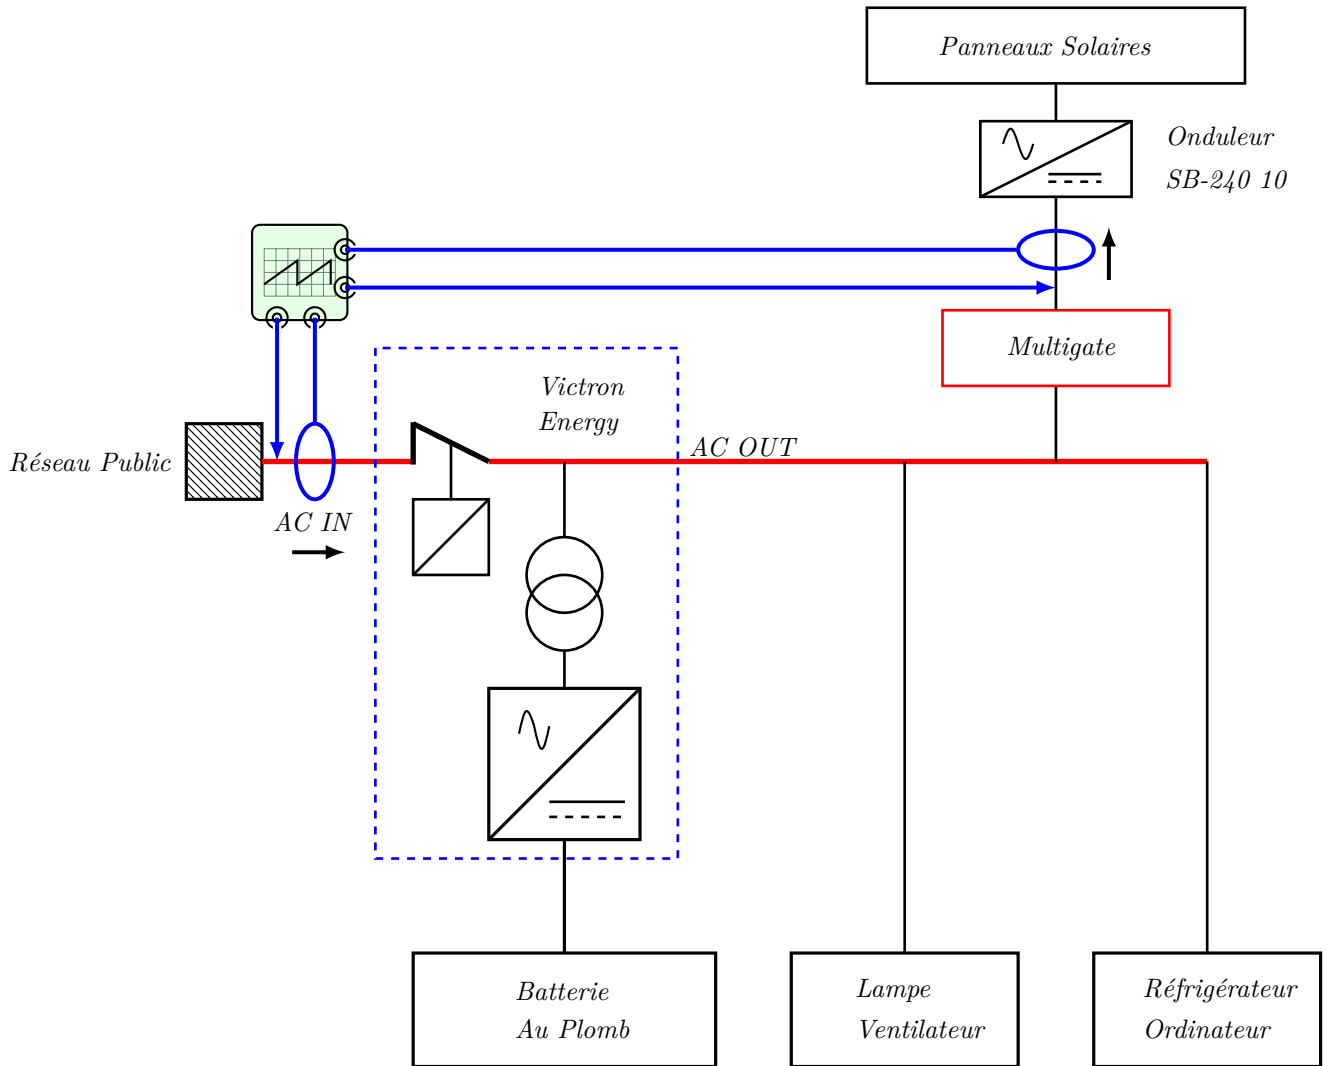 Panneaux Solaires
Onduleur
SB-240 10
Multigate
Victron
Energy
AC OUT
Réseau Public
AC IN
Batterie
Au Plomb
Lampe
Ventilateur
Réfrigérateur
Ordinateur